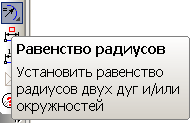 Равенство радиусов
Установить равенство
радиусов двух дуг и/или
окружностей